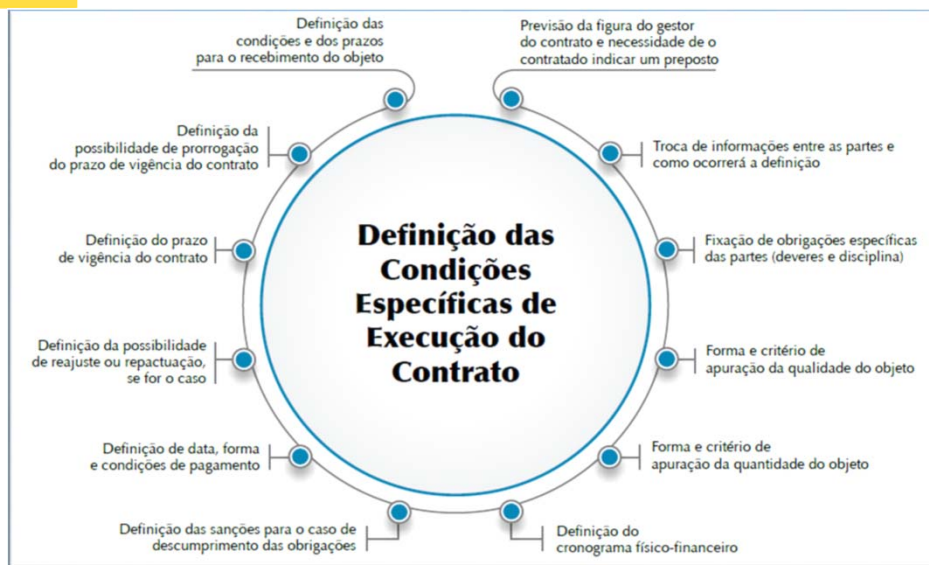 Definição das
condições e dos prazos
para o recebimento do objeto
Previsão da figura do gestor
do contrato e necessidade de o
contratado indicar um preposto
Definição da
possibilidade de prorrogação
do prazo de vigência do contrato
Troca de informações entre as partes e
como ocorrerá a definição
Definição do prazo
de vigência do contrato
Fixação de obrigações específicas
das partes (deveres e disciplina)
Definição das
Condições
Específicas de
Execução do
Contrato
Definição da possibilidade
de reajuste ou repactuação,
se for o caso
Forma e critério de
apuração da qualidade do objeto
Definição de data, forma
e condições de pagamento
Forma e critério de
apuração da quantidade do objeto
Definição das sanções para o caso de
descumprimento das obrigações
Definição do
cronograma físico-financeiro